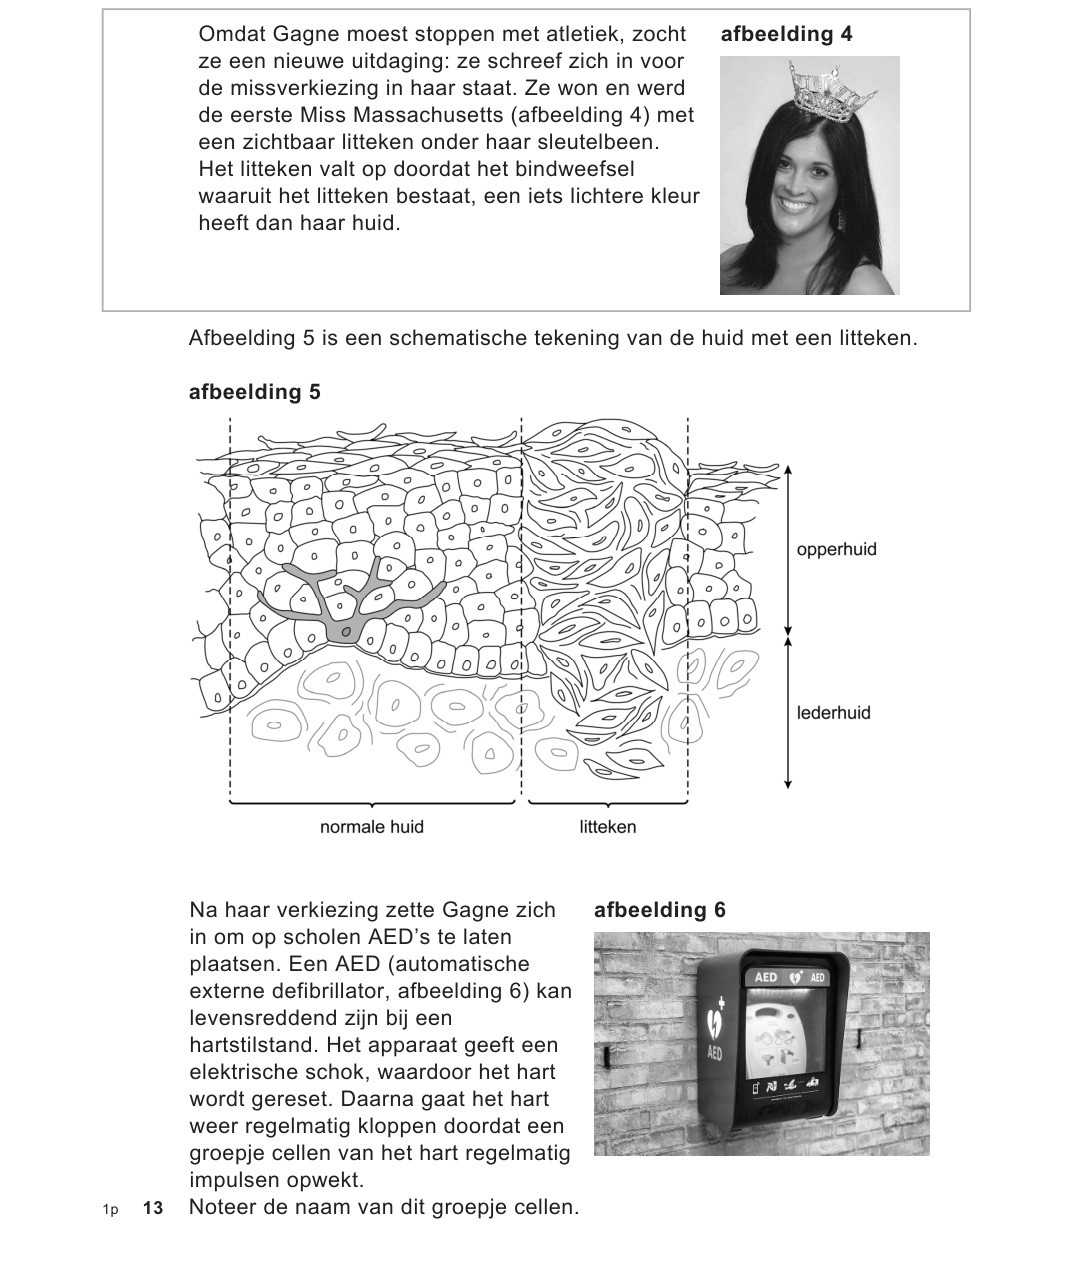 Omdat Gagne moest stoppen met atletiek, zocht
ze een nieuwe uitdaging: ze schreef zich in voor
de missverkiezing in haar staat. Ze won en werd
de eerste Miss Massachusetts (afbeelding 4) met
een zichtbaar litteken onder haar sleutelbeen.
Het litteken valt op doordat het bindweefsel
waaruit het litteken bestaat, een iets lichtere kleur
heeft dan haar huid.
afbeelding 4
Afbeelding 5 is een schematische tekening van de huid met een litteken.
afbeelding 5
opperhuid
lederhuid
normale huid
litteken
Na haar verkiezing zette Gagne zich
in om op scholen AED's te laten
plaatsen. Een AED (automatische
externe defibrillator, afbeelding 6) kan
levensreddend zijn bij een
hartstilstand. Het apparaat geeft een
elektrische schok, waardoor het hart
wordt gereset. Daarna gaat het hart
weer regelmatig kloppen doordat een
groepje cellen van het hart regelmatig
impulsen opwekt.
afbeelding 6
AED AED
AED
1p 13 Noteer de naam van dit groepje cellen.